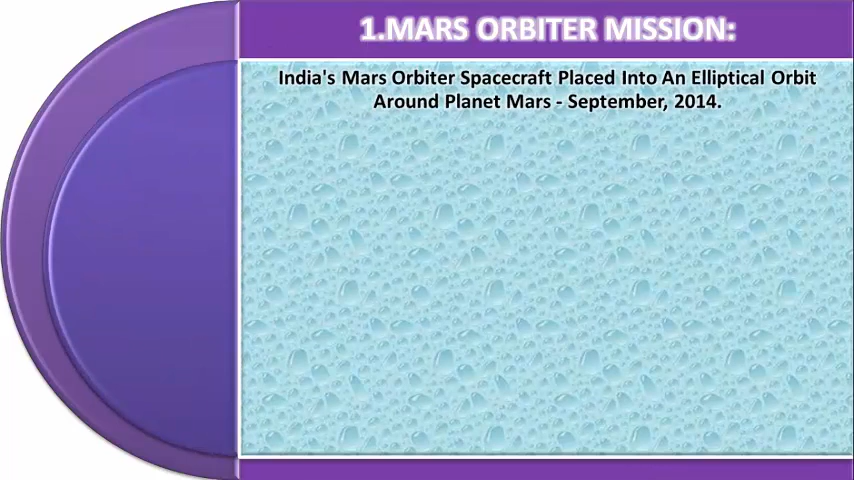 1.MARS ORBITER MISSION:
India's Mars Orbiter Spacecraft Placed Into An Elliptical Orbit
Around Planet Mars - September, 2014.